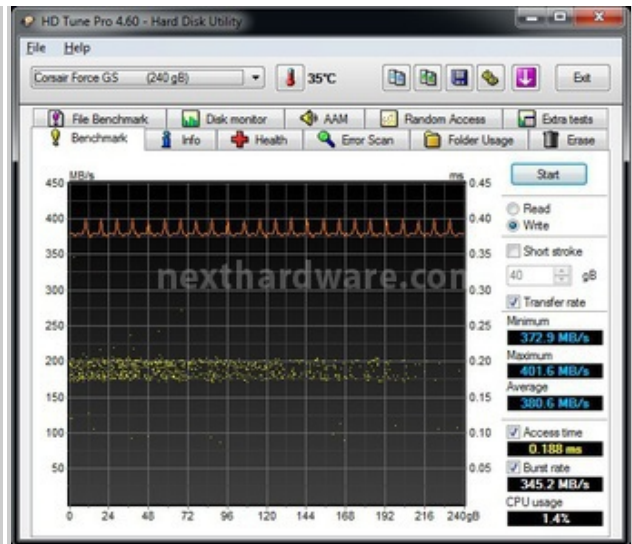 HD Tune Pro 4.60 - Hard Disk Utility
File Help
Corsair Force GS (240 gB) 35°C Exit
File Benchmark Disk monitor AAM Random Access Extra tests
Benchmark Info Health Error Scan Folder Usage Erase
MB/s ms
450 0.45
Start
400 0.40
Read
Write
350 0.35
Short stroke
40 gB
nexthardware.com
300 0.30
Transfer rate
Minimum
250 0.25
372.9 MB/s
Maximum
401.6 MB/s
200 0.20
Average
380.6 MB/s
150 0.15
Access time
100 0.10
0.188 ms
Burst rate
50 0.05
345.2 MB/s
CPU usage
1.4%
0 24 48 72 96 120 144 168 192 216 240gB